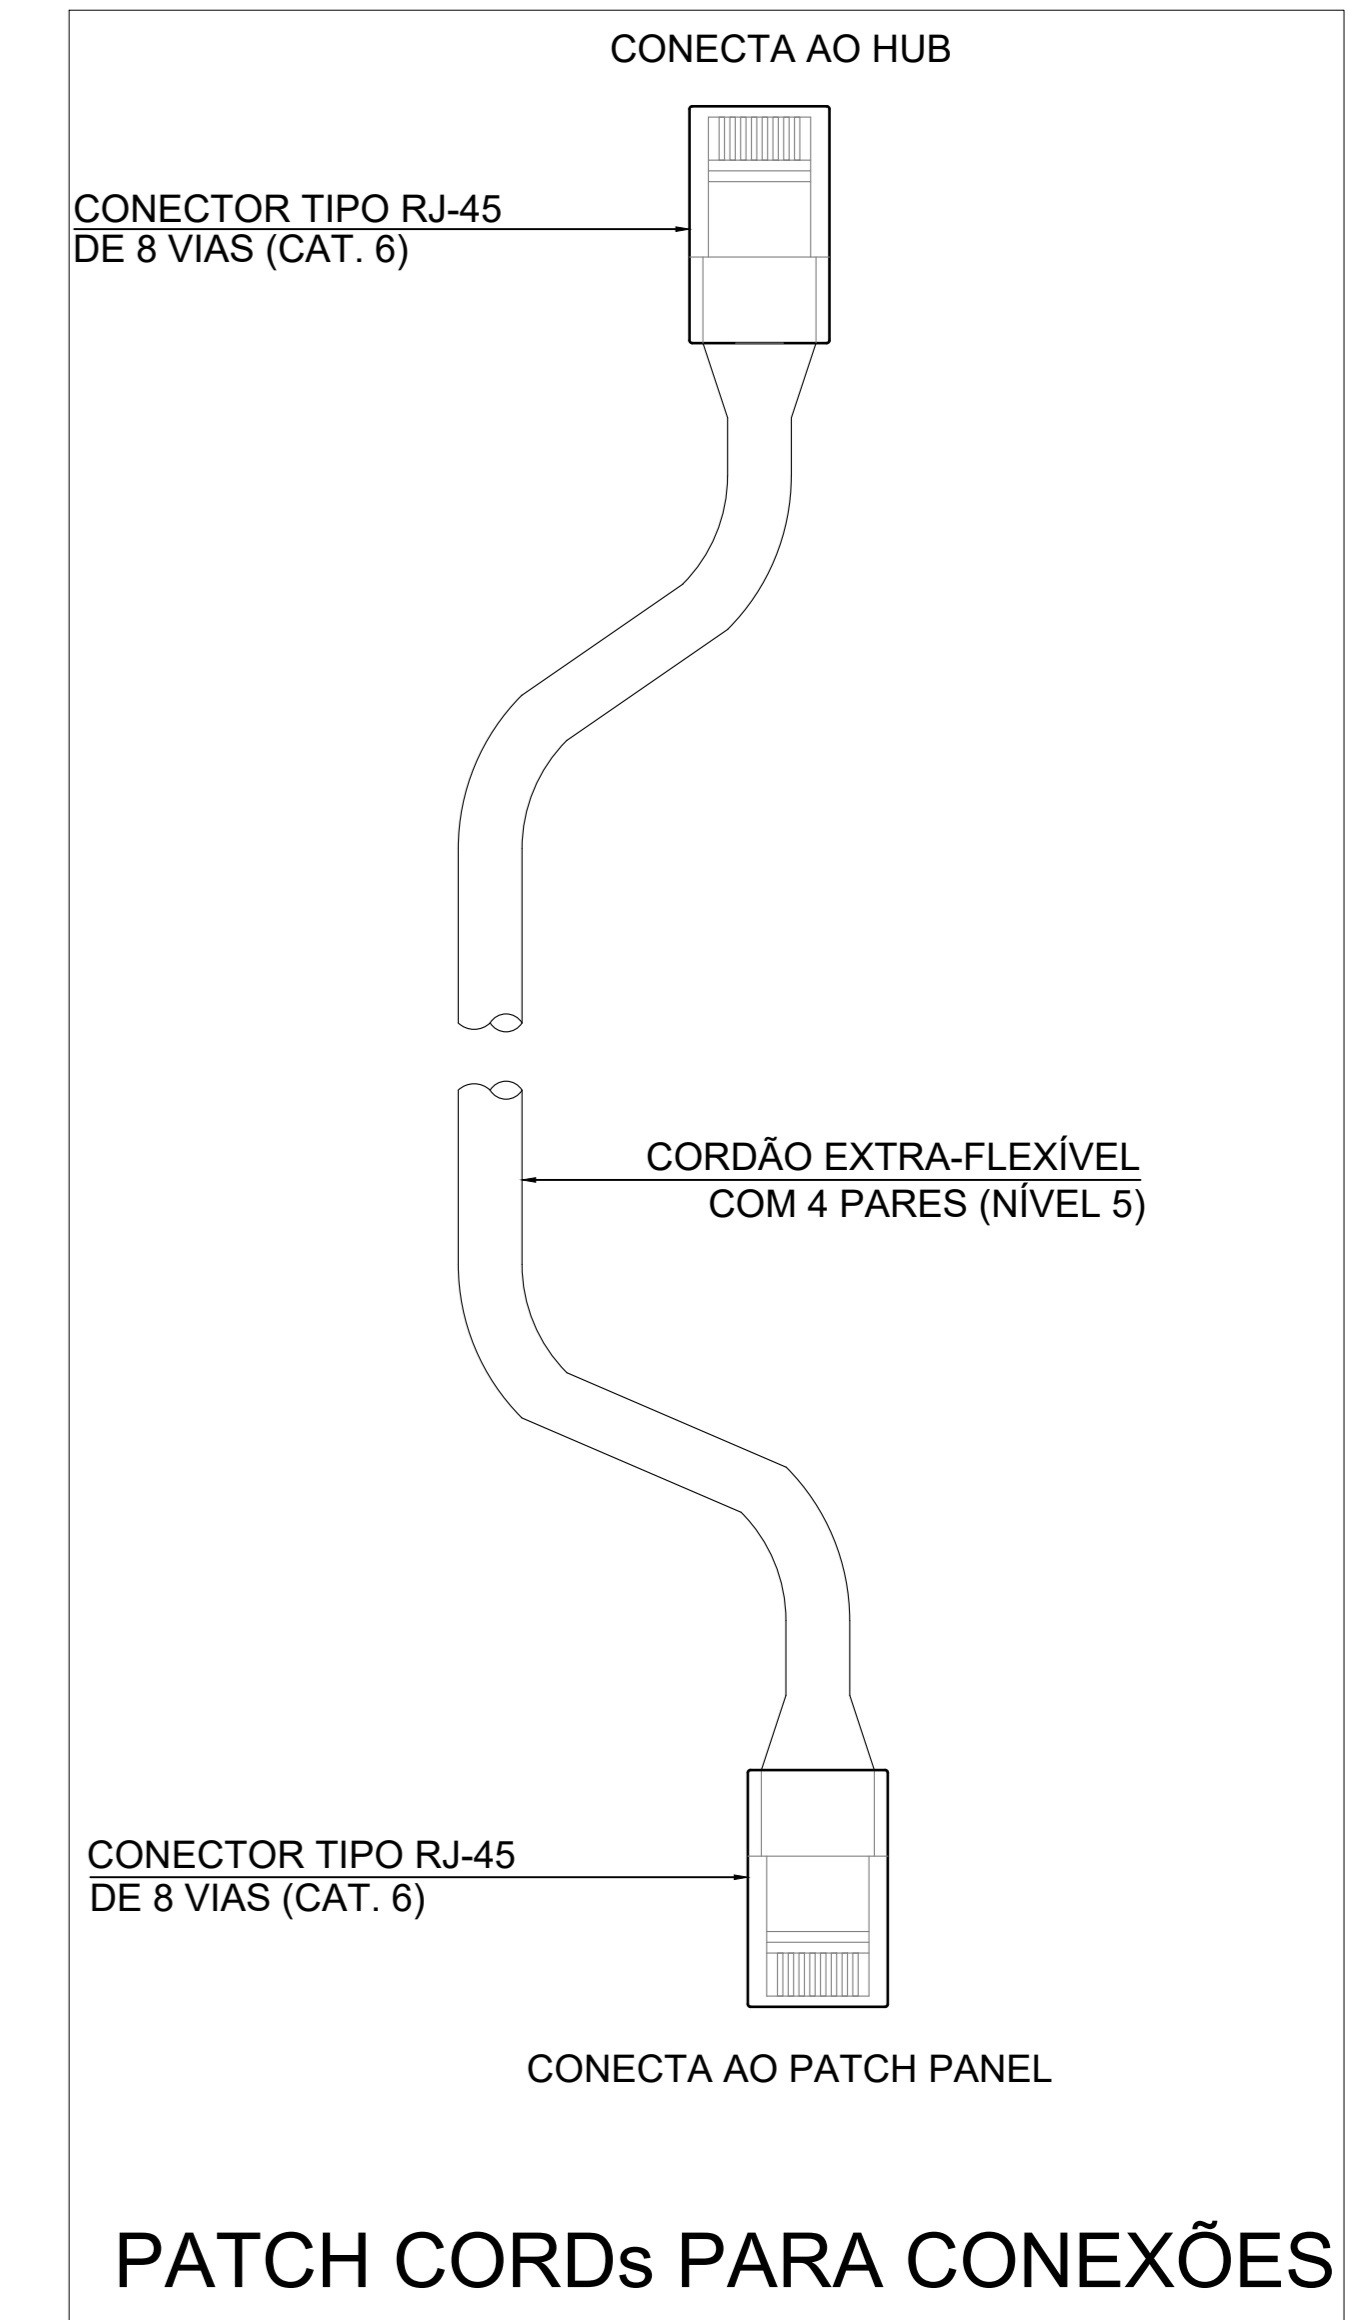 CONECTA AO HUB
CONECTOR TIPO RJ-45
DE 8 VIAS (CAT. 6)
CORDÃO EXTRA-FLEXÍVEL
COM 4 PARES (NÍVEL 5)
CONECTOR TIPO RJ-45
DE 8 VIAS (CAT. 6)
CONECTA AO PATCH PANEL
PATCH CORDs PARA CONEXÕES